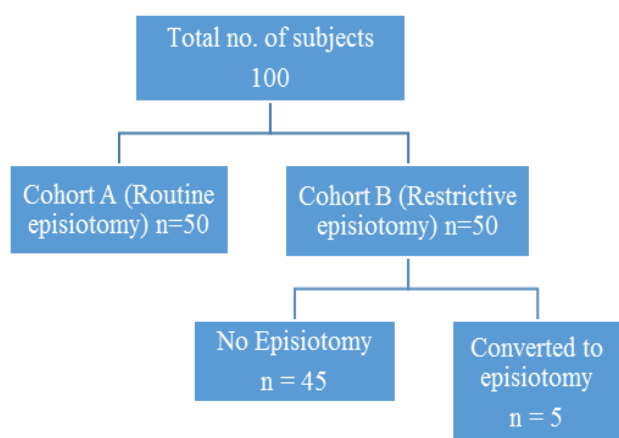 Total no. of subjects
100
Cohort A (Routine
episiotomy) n=50
Cohort B (Restrictive
episiotomy) n=50
No Episiotomy
n = 45
Converted to
episiotomy
n = 5